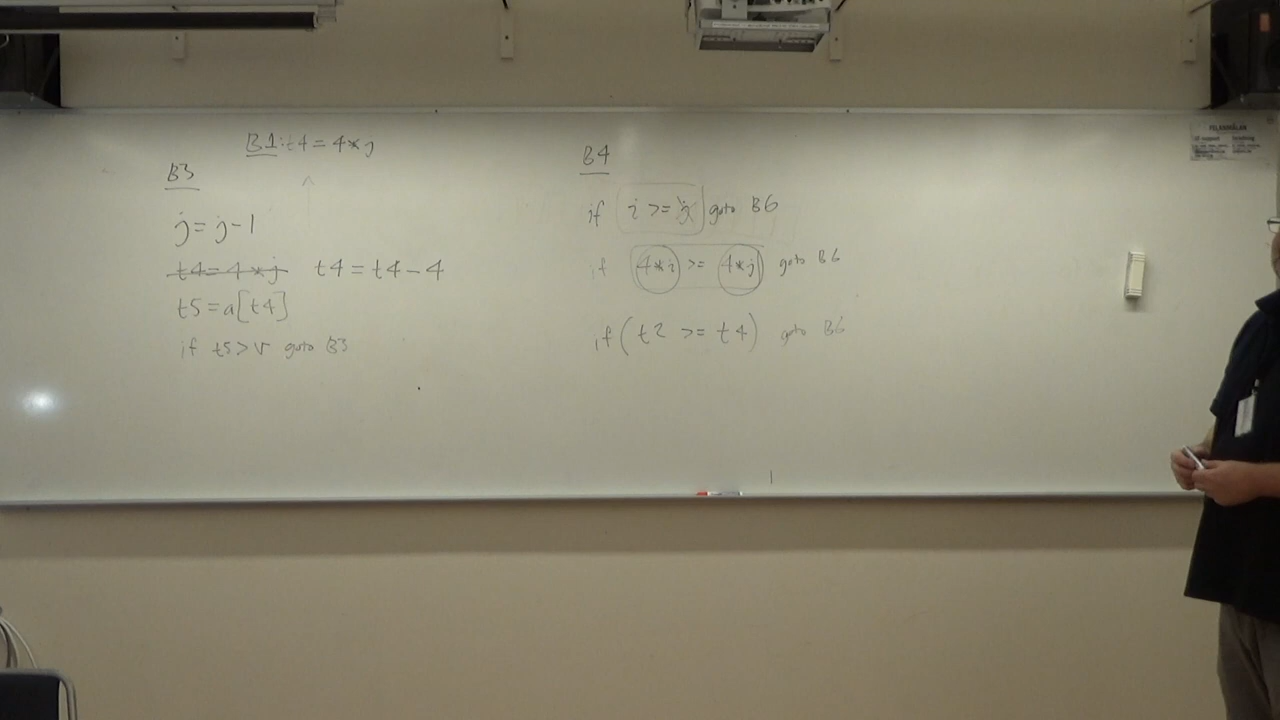 B1: t4 = 4*j
B3
j = j-1
t4 = 4*j t4 = t4-4
t5 = a[t4]
if t5 > v goto B3
B4
if i >= j goto B6
if 4*i >= 4*j goto B6
if (t2 >= t4) goto B6
FELANMÄLAN